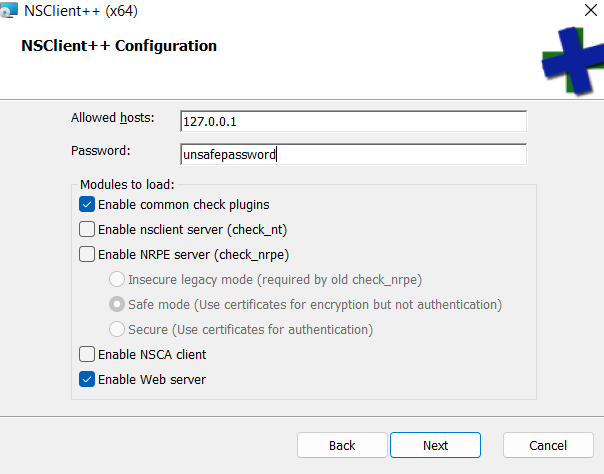 NSClient++ (x64)
NSClient++ Configuration
Allowed hosts: 127.0.0.1
Password: unsafepassword
Modules to load:
Enable common check plugins
Enable nsclient server (check_nt)
Enable NRPE server (check_nrpe)
Insecure legacy mode (required by old check_nrpe)
Safe mode (Use certificates for encryption but not authentication)
Secure (Use certificates for authentication)
Enable NSCA client
Enable Web server
Back Next Cancel